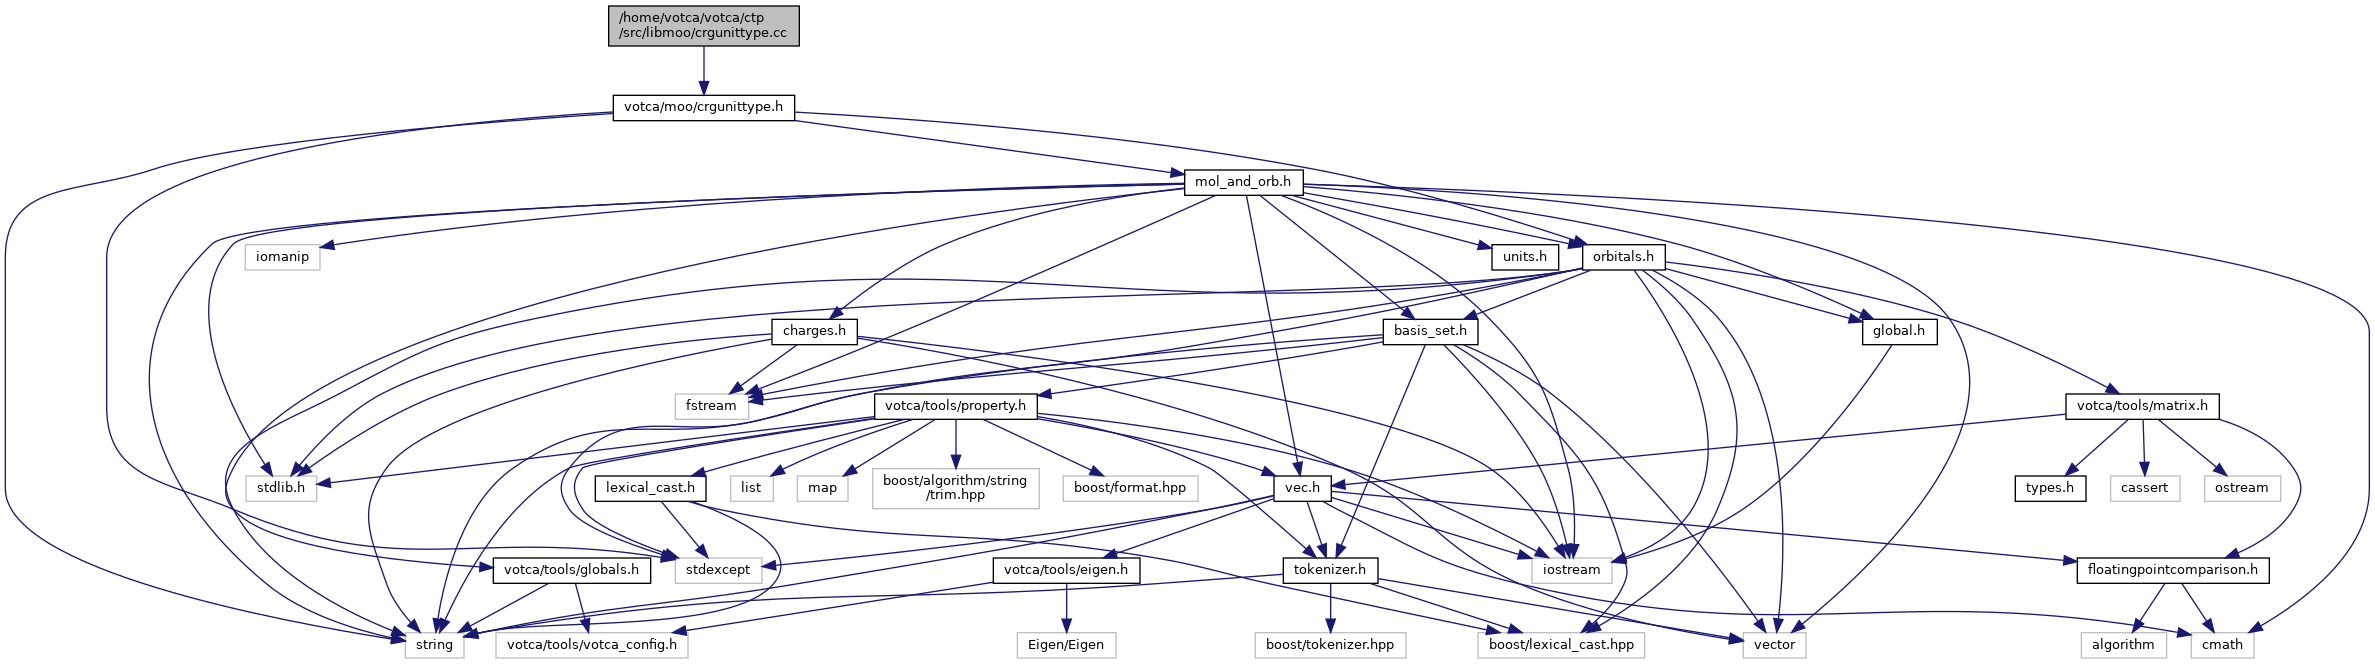 /home/votca/votca/ctp
/src/libmoo/crgunittype.cc
votca/moo/crgunittype.h
mol_and_orb.h
iomanip
units.h
orbitals.h
charges.h
basis_set.h
global.h
fstream
votca/tools/property.h
votca/tools/matrix.h
stdlib.h
lexical_cast.h
list
map
boost/algorithm/string
/trim.hpp
boost/format.hpp
vec.h
types.h
cassert
ostream
votca/tools/globals.h
stdexcept
votca/tools/eigen.h
tokenizer.h
iostream
floatingpointcomparison.h
string
votca/tools/votca_config.h
Eigen/Eigen
boost/tokenizer.hpp
boost/lexical_cast.hpp
vector
algorithm
cmath